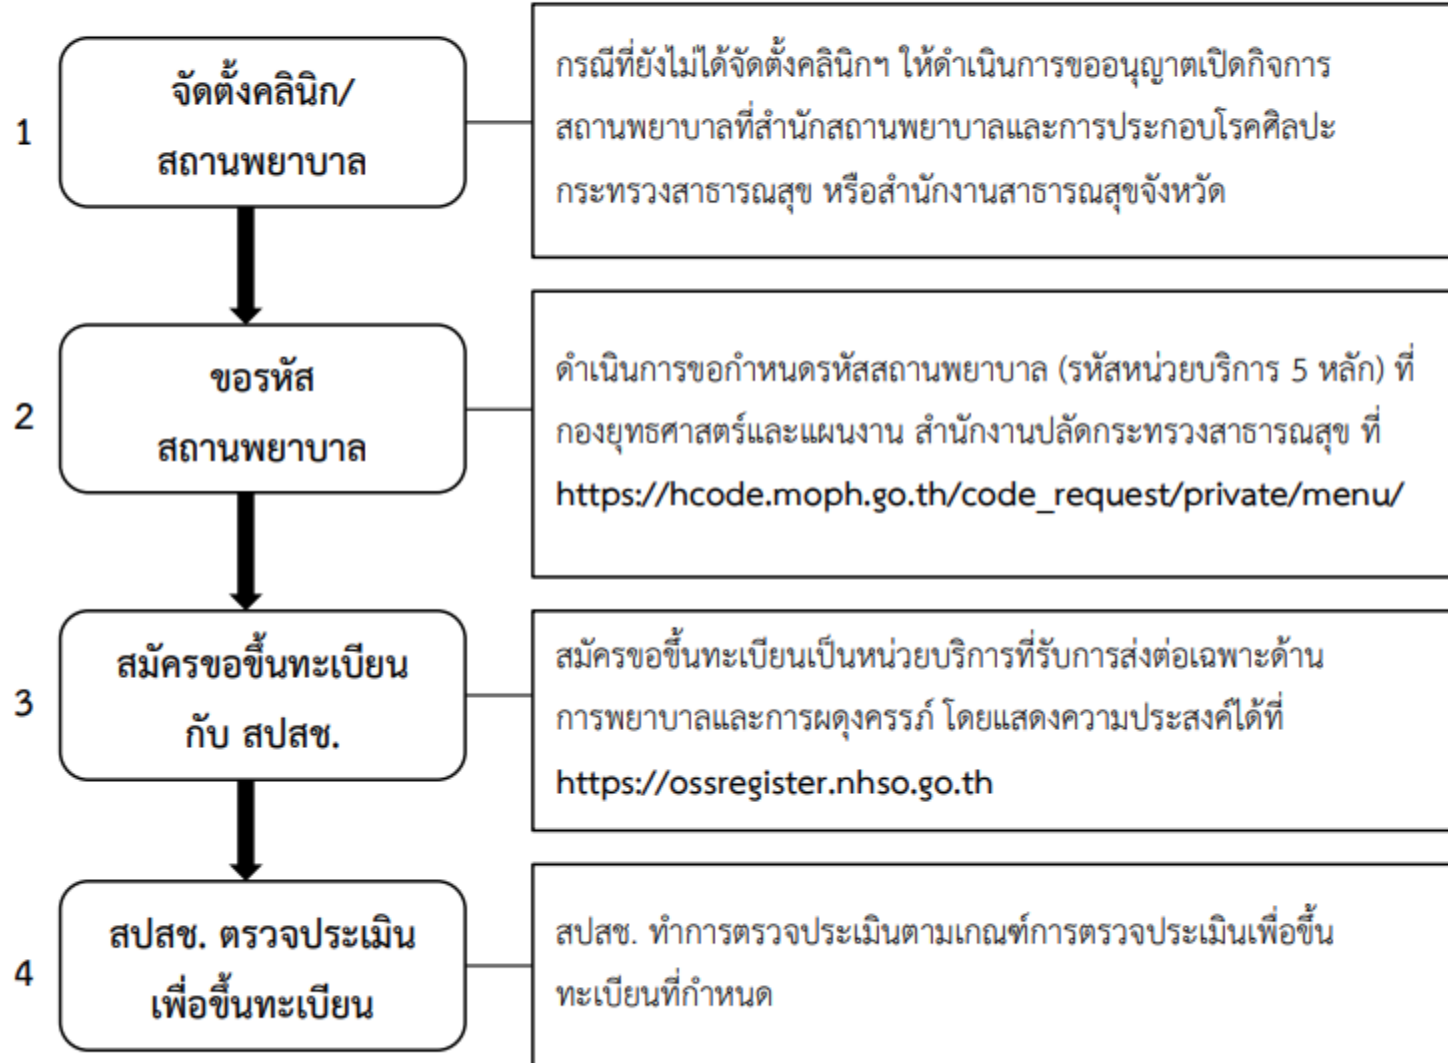 1
จัดตั้งคลินิก/
สถานพยาบาล
กรณีที่ยังไม่ได้จัดตั้งคลินิกฯ ให้ดำเนินการขออนุญาตเปิดกิจการ
สถานพยาบาลที่สำนักสถานพยาบาลและการประกอบโรคศิลปะ
กระทรวงสาธารณสุข หรือสำนักงานสาธารณสุขจังหวัด
2
ขอรหัส
สถานพยาบาล
ดำเนินการขอกำหนดรหัสสถานพยาบาล (รหัสหน่วยบริการ 5 หลัก) ที่
กองยุทธศาสตร์และแผนงาน สำนักงานปลัดกระทรวงสาธารณสุข ที่
https://hcode.moph.go.th/code_request/private/menu/
3
สมัครขอขึ้นทะเบียน
กับ สปสช.
สมัครขอขึ้นทะเบียนเป็นหน่วยบริการที่รับการส่งต่อเฉพาะด้าน
การพยาบาลและการผดุงครรภ์ โดยแสดงความประสงค์ได้ที่
https://ossregister.nhso.go.th
4
สปสช. ตรวจประเมิน
เพื่อขึ้นทะเบียน
สปสช. ทำการตรวจประเมินตามเกณฑ์การตรวจประเมินเพื่อขึ้น
ทะเบียนที่กำหนด